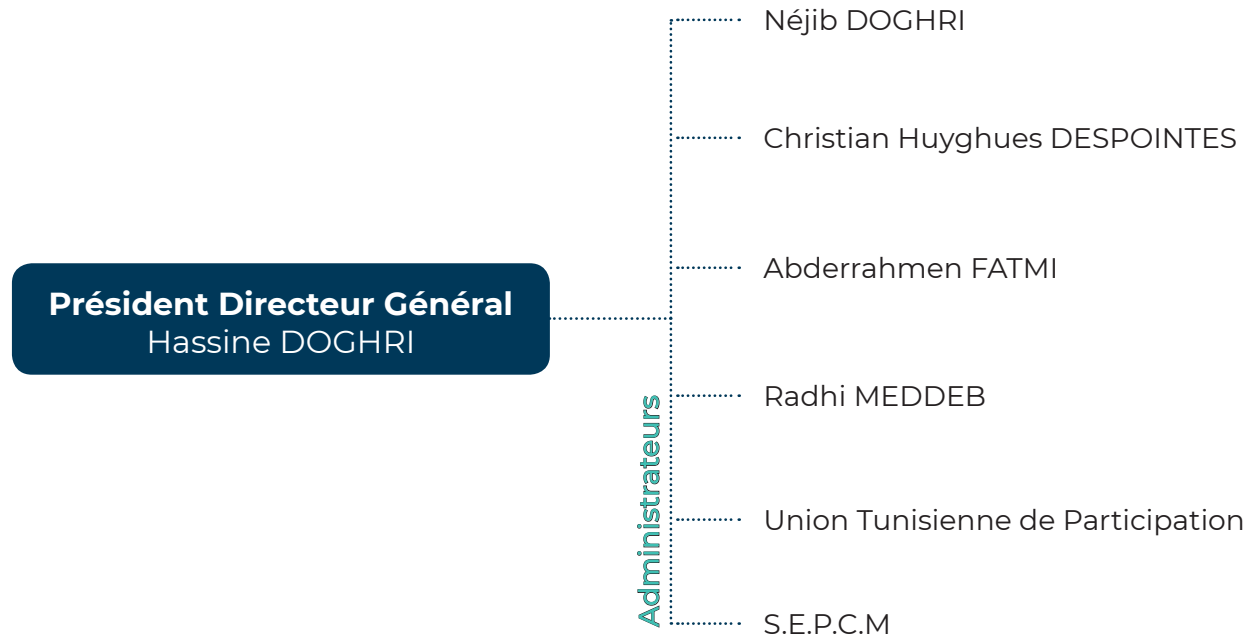 Président Directeur Général
Hassine DOGHRI
Administrateurs
Néjib DOGHRI
Christian Huyghues DESPOINTES
Abderrahmen FATMI
Radhi MEDDEB
Union Tunisienne de Participation
S.E.P.C.M